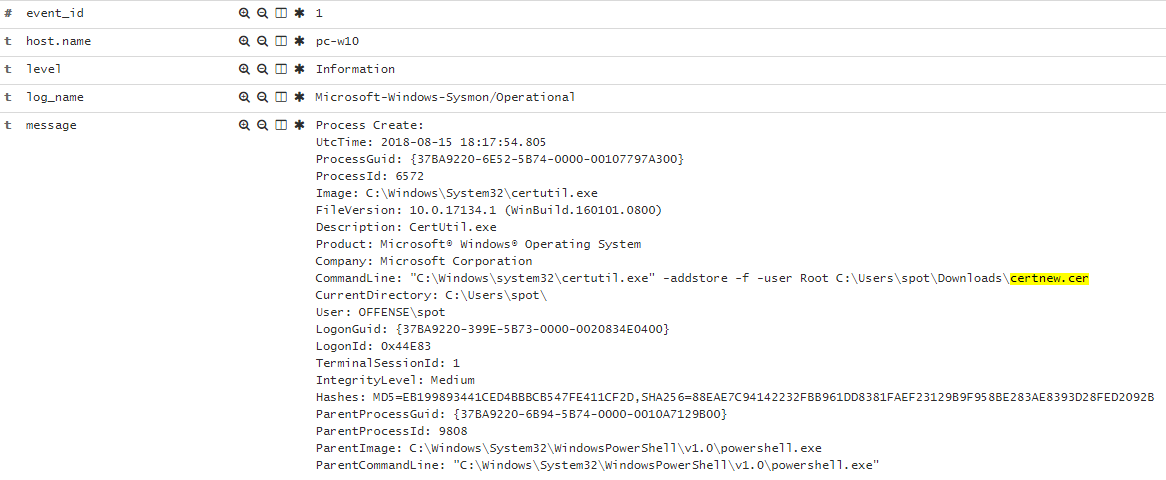 # event_id 1
t host.name pc-w10
t level Information
t log_name Microsoft-Windows-Sysmon/Operational
t message Process Create:
UtcTime: 2018-08-15 18:17:54.805
ProcessGuid: {37BA9220-6E52-5B74-0000-00107797A300}
ProcessId: 6572
Image: C:\Windows\System32\certutil.exe
FileVersion: 10.0.17134.1 (WinBuild.160101.0800)
Description: CertUtil.exe
Product: Microsoft® Windows® Operating System
Company: Microsoft Corporation
CommandLine: "C:\Windows\system32\certutil.exe" -addstore -f -user Root C:\Users\spot\Downloads\certnew.cer
CurrentDirectory: C:\Users\spot\
User: OFFENSE\spot
LogonGuid: {37BA9220-399E-5B73-0000-0020834E0400}
LogonId: 0x44E83
TerminalSessionId: 1
IntegrityLevel: Medium
Hashes: MD5=EB199893441CED4BBBCB547FE411CF2D,SHA256=88EAE7C94142232FBB961DD8381FAEF23129B9F958BE283AE8393D28FED2092B
ParentProcessGuid: {37BA9220-6B94-5B74-0000-0010A7129B00}
ParentProcessId: 9808
ParentImage: C:\Windows\System32\WindowsPowerShell\v1.0\powershell.exe
ParentCommandLine: "C:\Windows\System32\WindowsPowerShell\v1.0\powershell.exe"